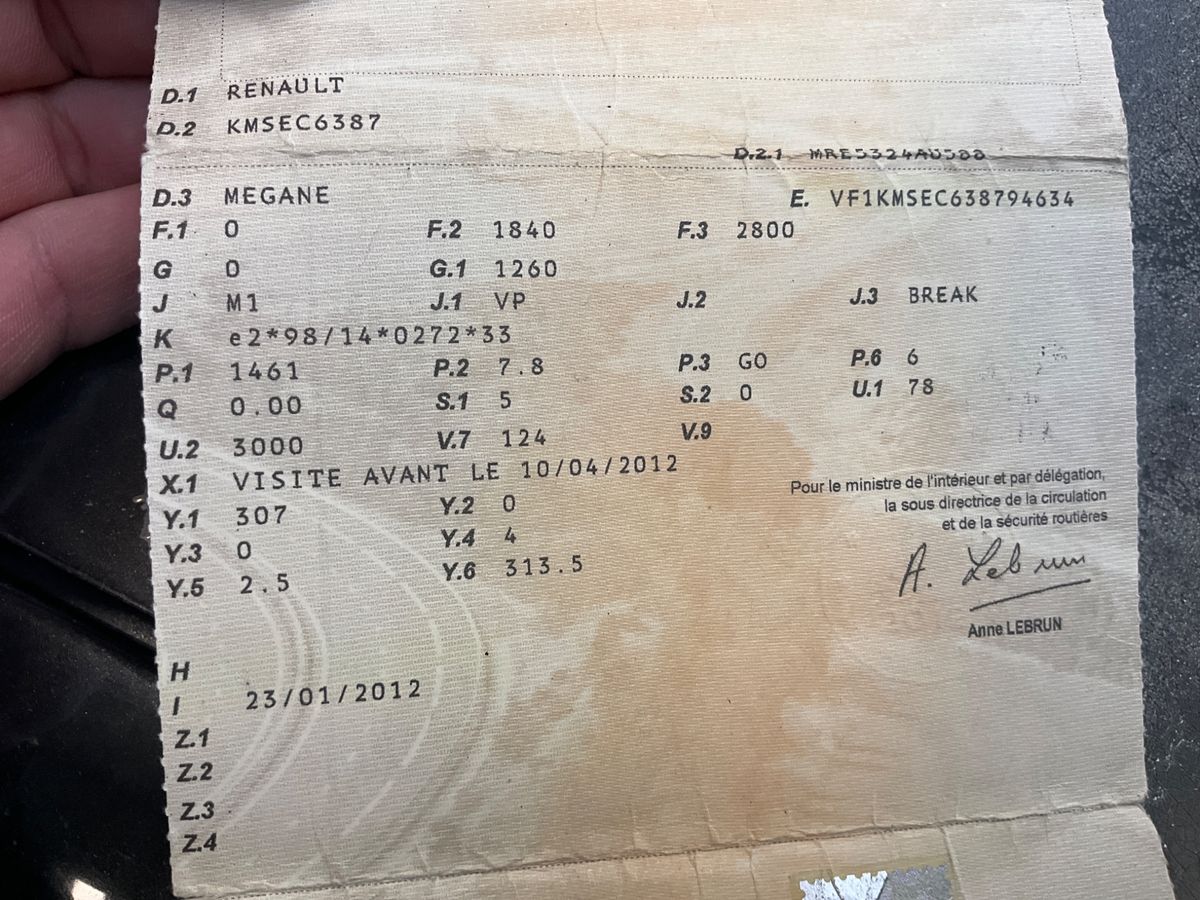 D.1 RENAULT
D.2 KMSEC6387
D.2.1 MRE5324AU588
D.3 MEGANE E. VF1KMSEC638794634
F.1 0 F.2 1840 F.3 2800
G 0 G.1 1260
J M1 J.1 VP J.2 J.3 BREAK
K e2*98/14*0272*33
P.1 1461 P.2 7.8 P.3 GO P.6 6
Q 0.00 S.1 5 S.2 0 U.1 78
U.2 3000 V.7 124 V.9
X.1 VISITE AVANT LE 10/04/2012
Y.1 307 Y.2 0
Y.3 0 Y.4 4
Y.5 2.5 Y.6 313.5
Pour le ministre de l'intérieur et par délégation,
la sous directrice de la circulation
et de la sécurité routières
A. Lebrun
Anne LEBRUN
H
I 23/01/2012
Z.1
Z.2
Z.3
Z.4